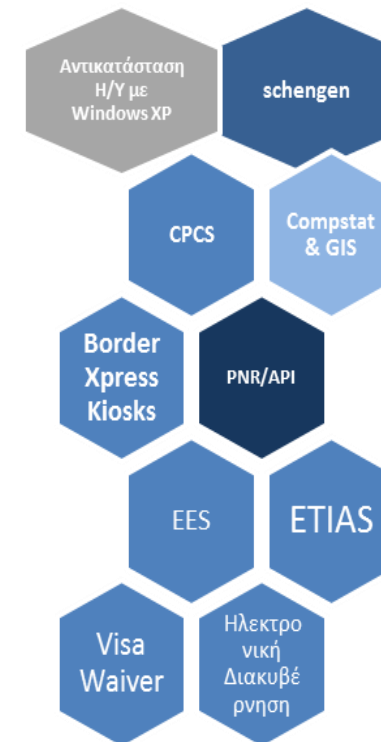 Αντικατάσταση
Η/Υ με
Windows XP
schengen
CPCS
Compstat
& GIS
Border
Xpress
Kiosks
PNR/API
EES
ETIAS
Visa
Waiver
Ηλεκτρο
νική
Διακυβέ
ρνηση